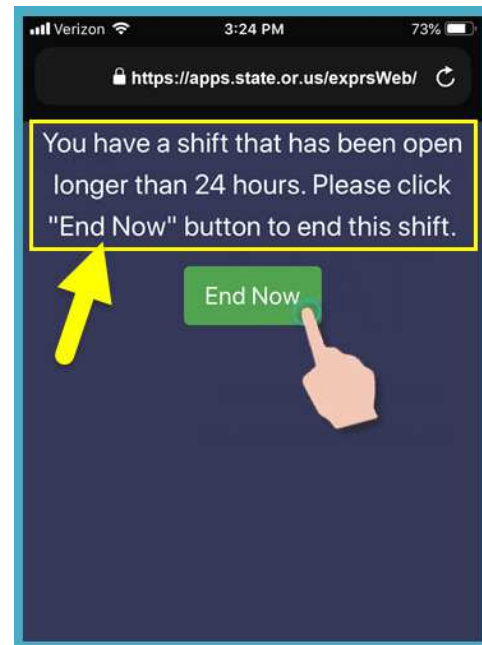 Verizon 3:24 PM 73%
https://apps.state.or.us/exprsWeb/
You have a shift that has been open
longer than 24 hours. Please click
"End Now" button to end this shift.
End Now